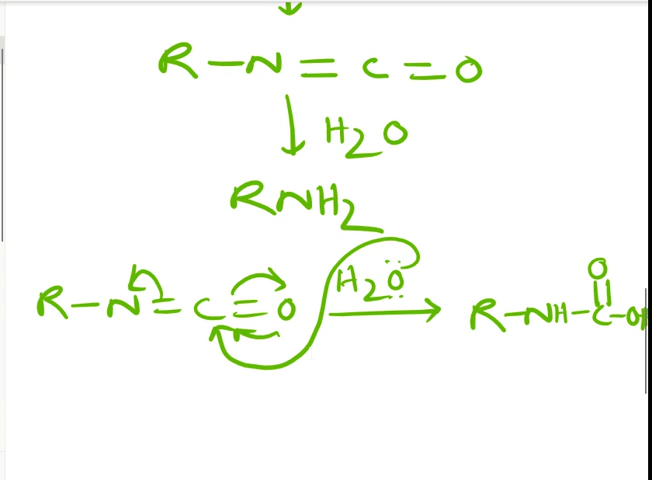 R-N=C=O
H2O
RNH2
R-N=C=O H2O R-NH-C-OH
O